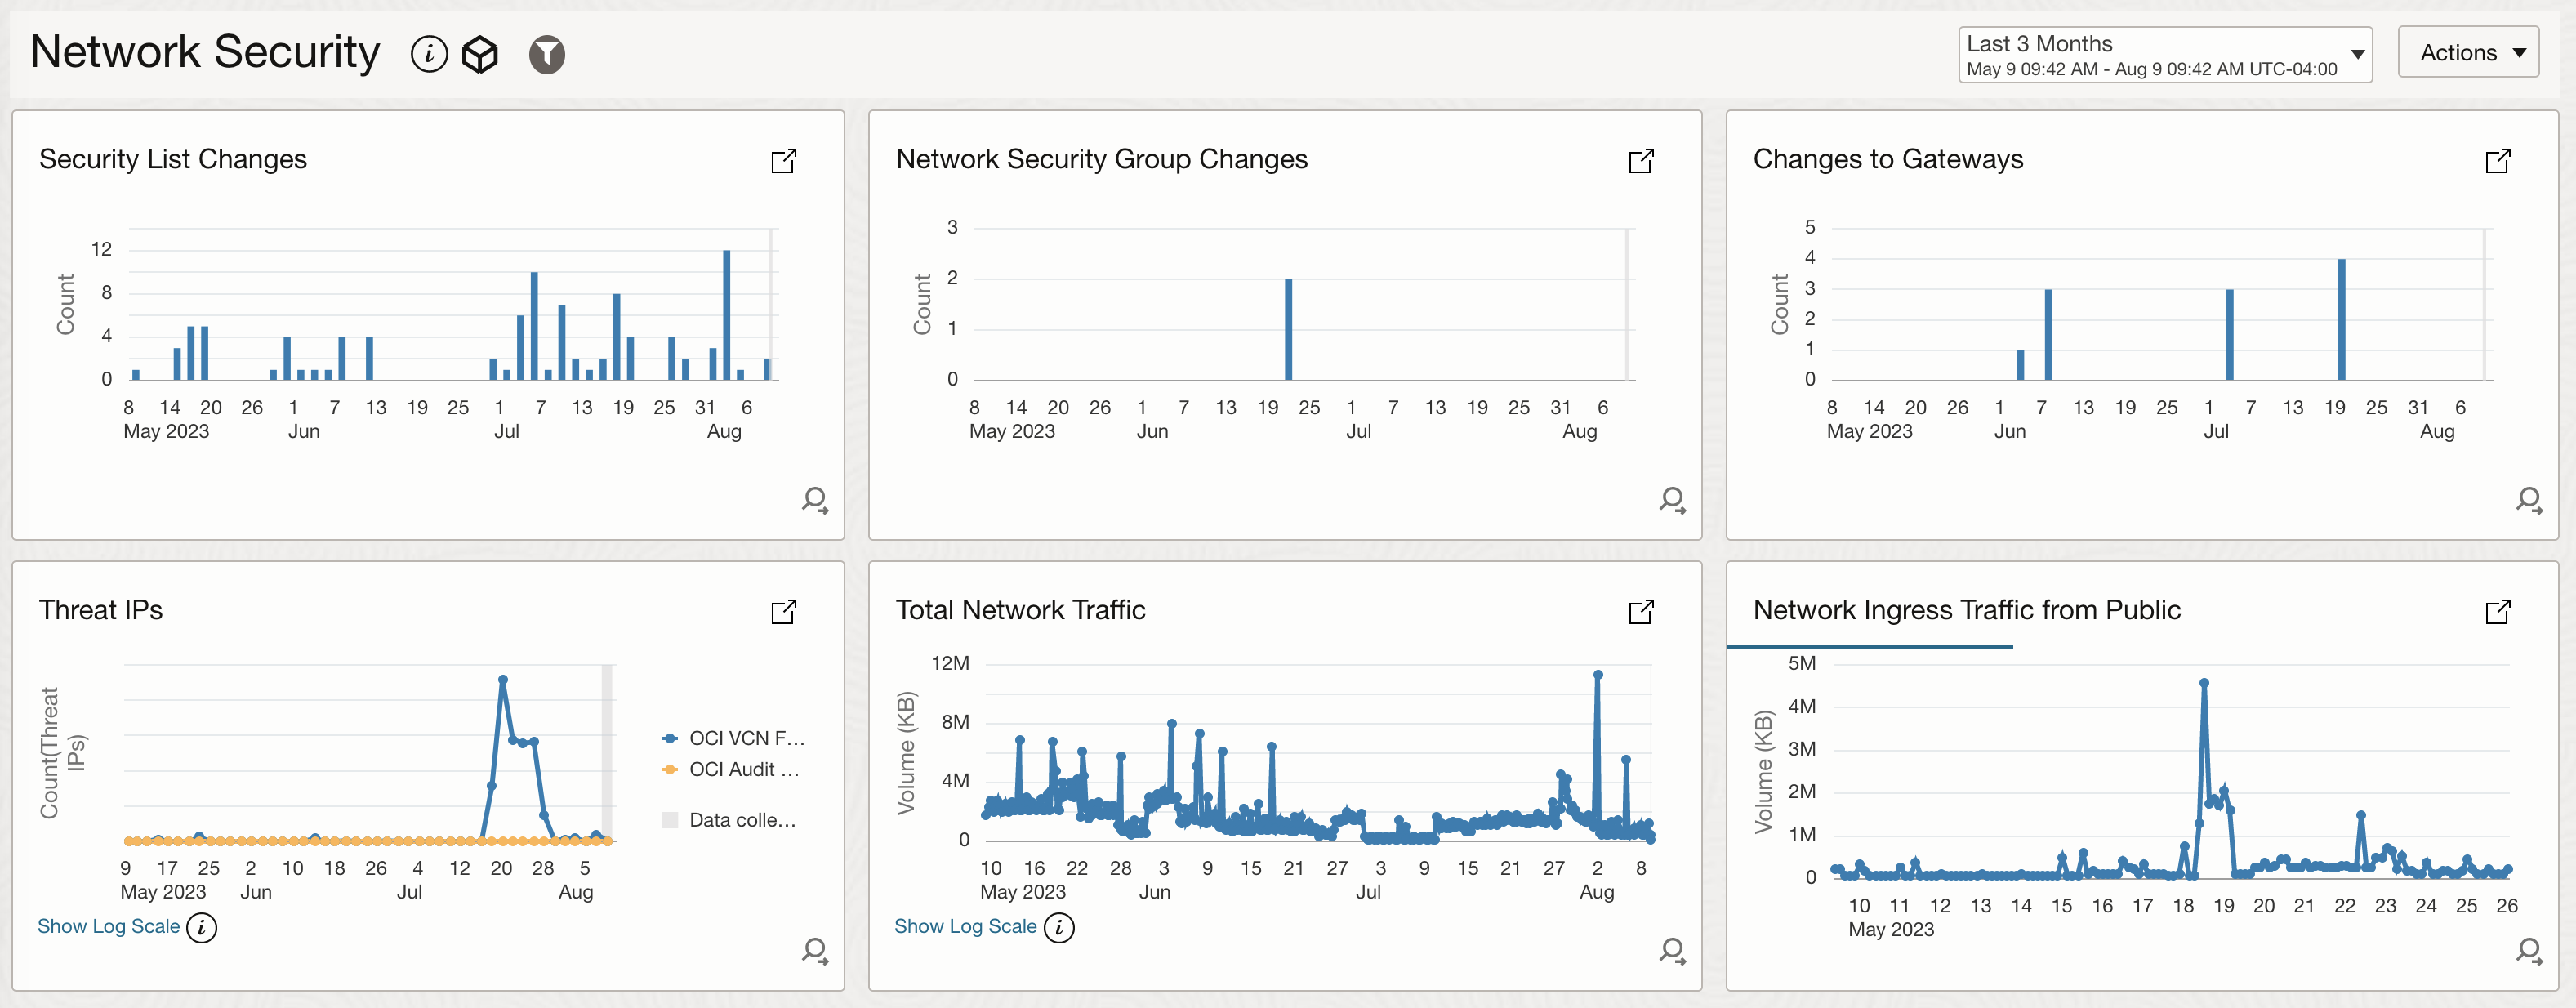 Network Security
Last 3 Months
May 9 09:42 AM - Aug 9 09:42 AM UTC-04:00
Actions
Security List Changes
Count
12
8
4
0
8 14 20 26 1 7 13 19 25 1 7 13 19 25 31 6
May 2023 Jun Jul Aug
Network Security Group Changes
Count
3
2
1
0
8 14 20 26 1 7 13 19 25 1 7 13 19 25 31 6
May 2023 Jun Jul Aug
Changes to Gateways
Count
5
4
3
2
1
0
8 14 20 26 1 7 13 19 25 1 7 13 19 25 31 6
May 2023 Jun Jul Aug
Threat IPs
Count(Threat
IPs)
OCI VCN F...
OCI Audit ...
Data colle...
9 17 25 2 10 18 26 4 12 20 28 5
May 2023 Jun Jul Aug
Show Log Scale
Total Network Traffic
Volume (KB)
12M
8M
4M
0
10 16 22 28 3 9 15 21 27 3 9 15 21 27 2 8
May 2023 Jun Jul Aug
Show Log Scale
Network Ingress Traffic from Public
Volume (KB)
5M
4M
3M
2M
1M
0
10 11 12 13 14 15 16 17 18 19 20 21 22 23 24 25 26
May 2023